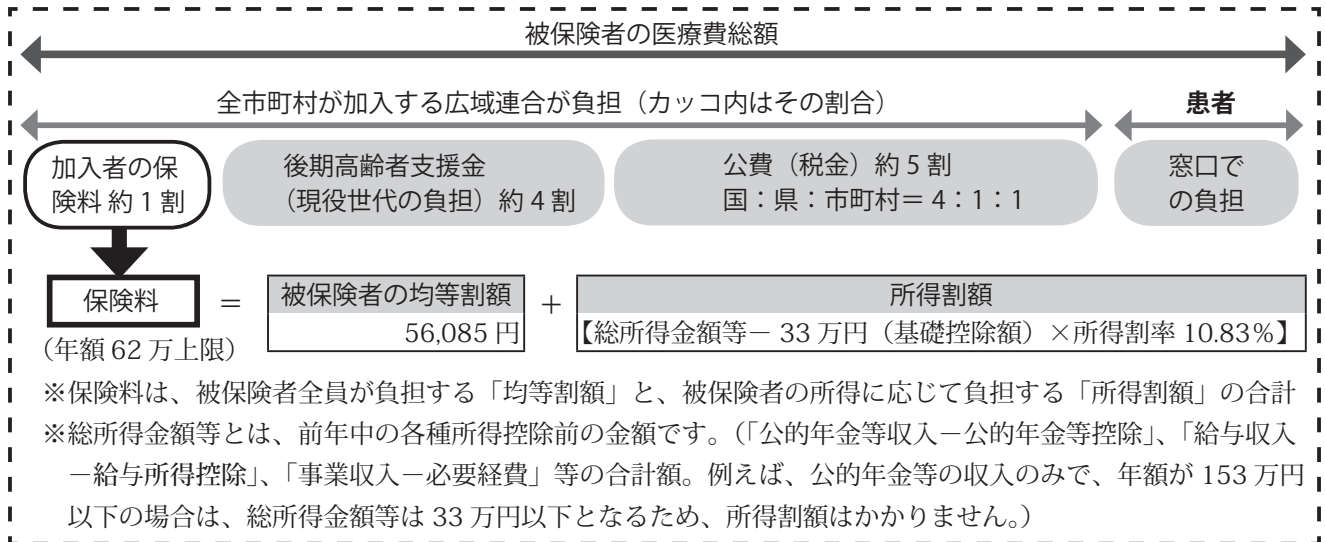 被保険者の医療費総額
全市町村が加入する広域連合が負担（カッコ内はその割合）
患者
加入者の保
険料 約 1 割
後期高齢者支援金
（現役世代の負担）約 4 割
公費（税金）約 5 割
国：県：市町村＝ 4：1：1
窓口で
の負担
保険料
（年額 62 万上限）
＝
被保険者の均等割額
56,085 円
＋
所得割額
【総所得金額等－ 33 万円（基礎控除額）×所得割率 10.83％】
※保険料は、被保険者全員が負担する「均等割額」と、被保険者の所得に応じて負担する「所得割額」の合計
※総所得金額等とは、前年中の各種所得控除前の金額です。（「公的年金等収入－公的年金等控除」、「給与収入
－給与所得控除」、「事業収入－必要経費」等の合計額。例えば、公的年金等の収入のみで、年額が 153 万円
以下の場合は、総所得金額等は 33 万円以下となるため、所得割額はかかりません。）